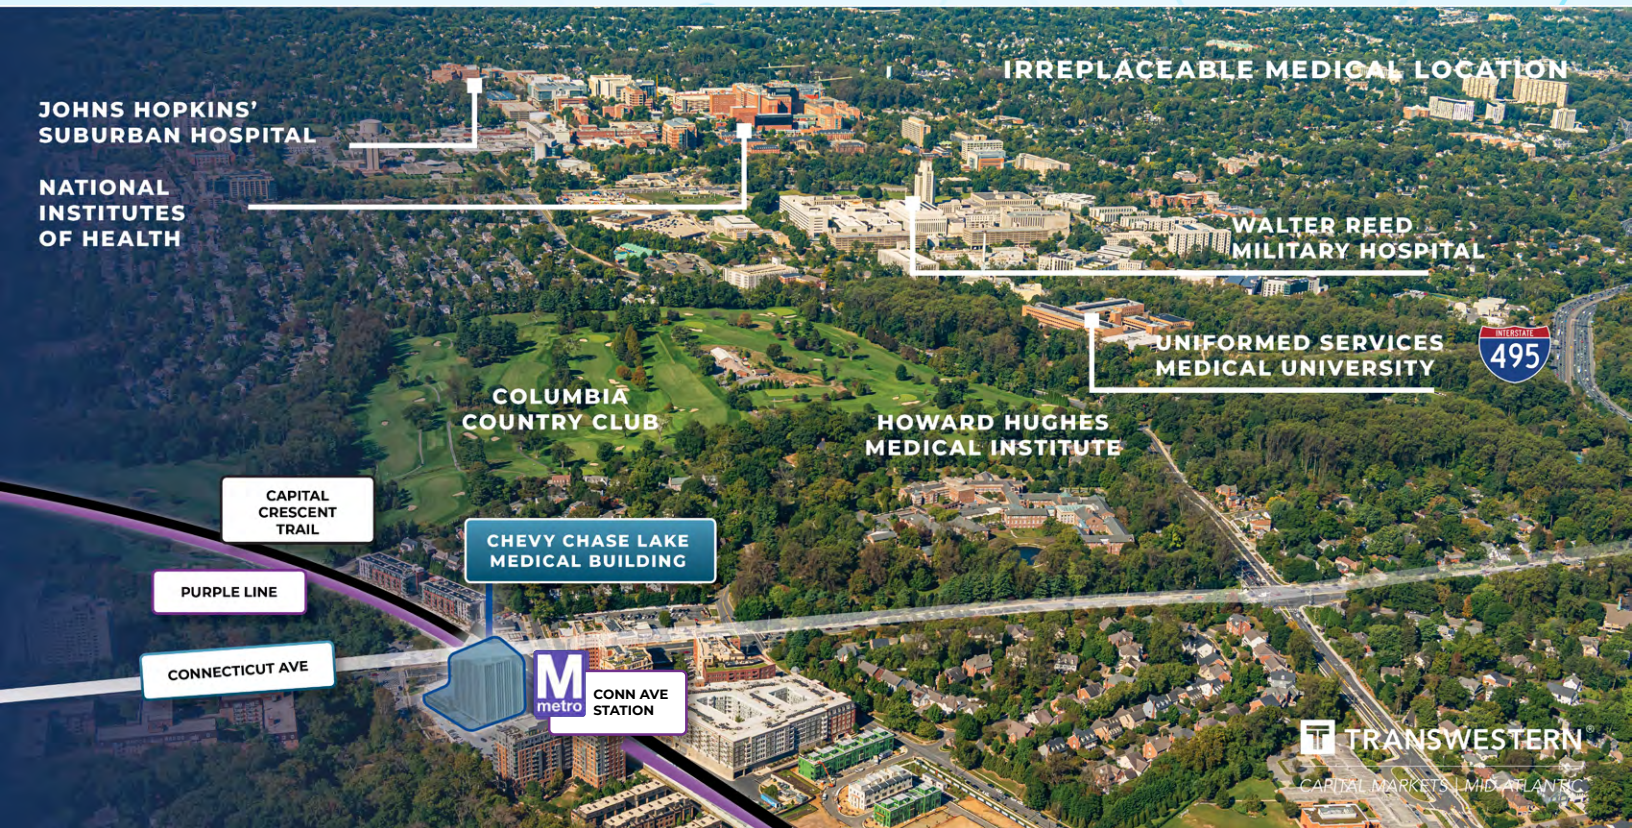 IRREPLACEABLE MEDICAL LOCATION
JOHNS HOPKINS'
SUBURBAN HOSPITAL
NATIONAL
INSTITUTES
OF HEALTH
WALTER REED
MILITARY HOSPITAL
UNIFORMED SERVICES
MEDICAL UNIVERSITY
INTERSTATE
495
COLUMBIA
COUNTRY CLUB
HOWARD HUGHES
MEDICAL INSTITUTE
CAPITAL
CRESCENT
TRAIL
CHEVY CHASE LAKE
MEDICAL BUILDING
PURPLE LINE
CONNECTICUT AVE
M
metro
CONN AVE
STATION
TRANSWESTERN®
CAPITAL MARKETS | MID-ATLANTIC